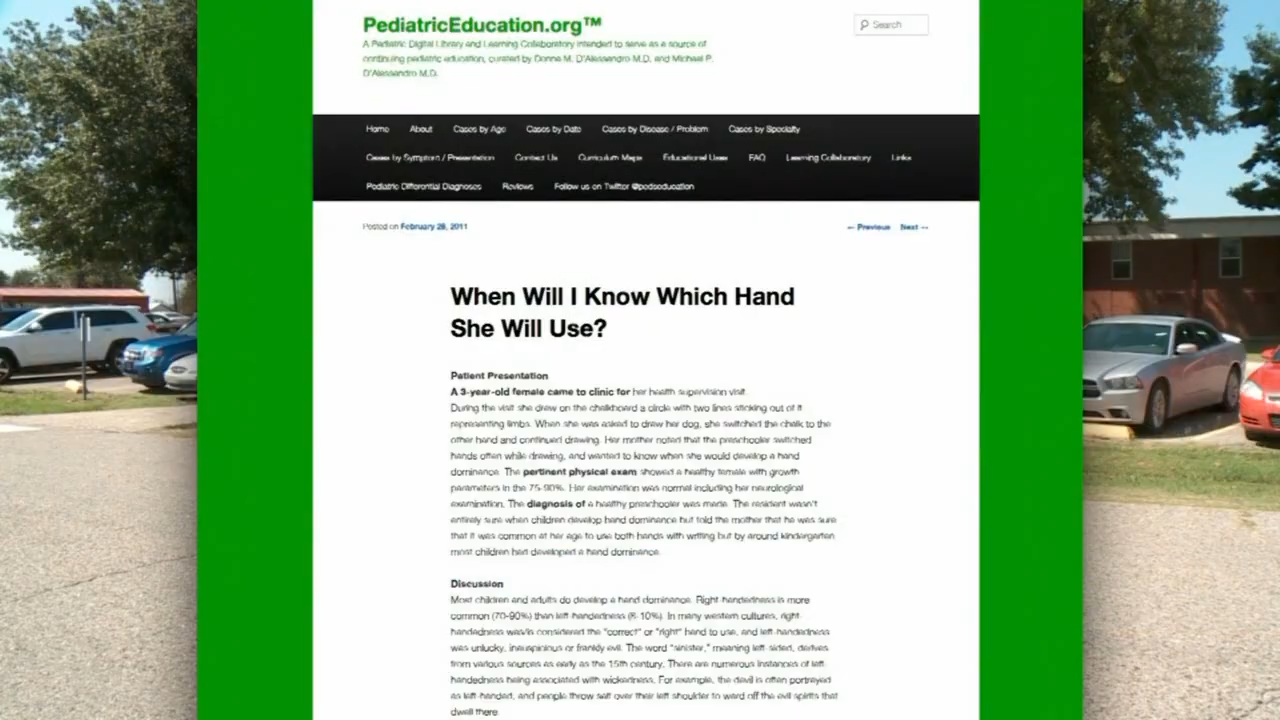 PediatricEducation.org™
Search
A Pediatric Digital Library and Learning Collaboratory intended to serve as a source of
continuing pediatric education, curated by Donna M. D'Alessandro M.D. and Michael P.
D'Alessandro M.D.
Home About Cases by Age Cases by Date Cases by Disease / Problem Cases by Specialty
Cases by Symptom / Presentation Contact Us Curriculum Maps Educational Uses FAQ Learning Collaboratory Links
Pediatric Differential Diagnoses Reviews Follow us on Twitter @pedseducation
Posted on February 28, 2011
← Previous Next →
When Will I Know Which Hand
She Will Use?
Patient Presentation
A 3-year-old female came to clinic for her health supervision visit.
During the visit she drew on the chalkboard a circle with two lines sticking out of it
representing limbs. When she was asked to draw her dog, she switched the chalk to the
other hand and continued drawing. Her mother noted that the preschooler switched
hands often while drawing, and wanted to know when she would develop a hand
dominance. The pertinent physical exam showed a healthy female with growth
parameters in the 75-90%. Her examination was normal including her neurological
examination. The diagnosis of a healthy preschooler was made. The resident wasn't
entirely sure when children develop hand dominance but told the mother that he was sure
that it was common at her age to use both hands with writing but by around kindergarten
most children had developed a hand dominance.
Discussion
Most children and adults do develop a hand dominance. Right-handedness is more
common (70-90%) than left-handedness (8-10%). In many western cultures, right-
handedness was/is considered the "correct" or "right" hand to use, and left-handedness
was unlucky, inauspicious or frankly evil. The word "sinister," meaning left-sided, derives
from various sources as early as the 15th century. There are numerous instances of left-
handedness being associated with wickedness. For example, the devil is often portrayed
as left-handed, and people throw salt over their left shoulder to ward off the evil spirits that
dwell there.